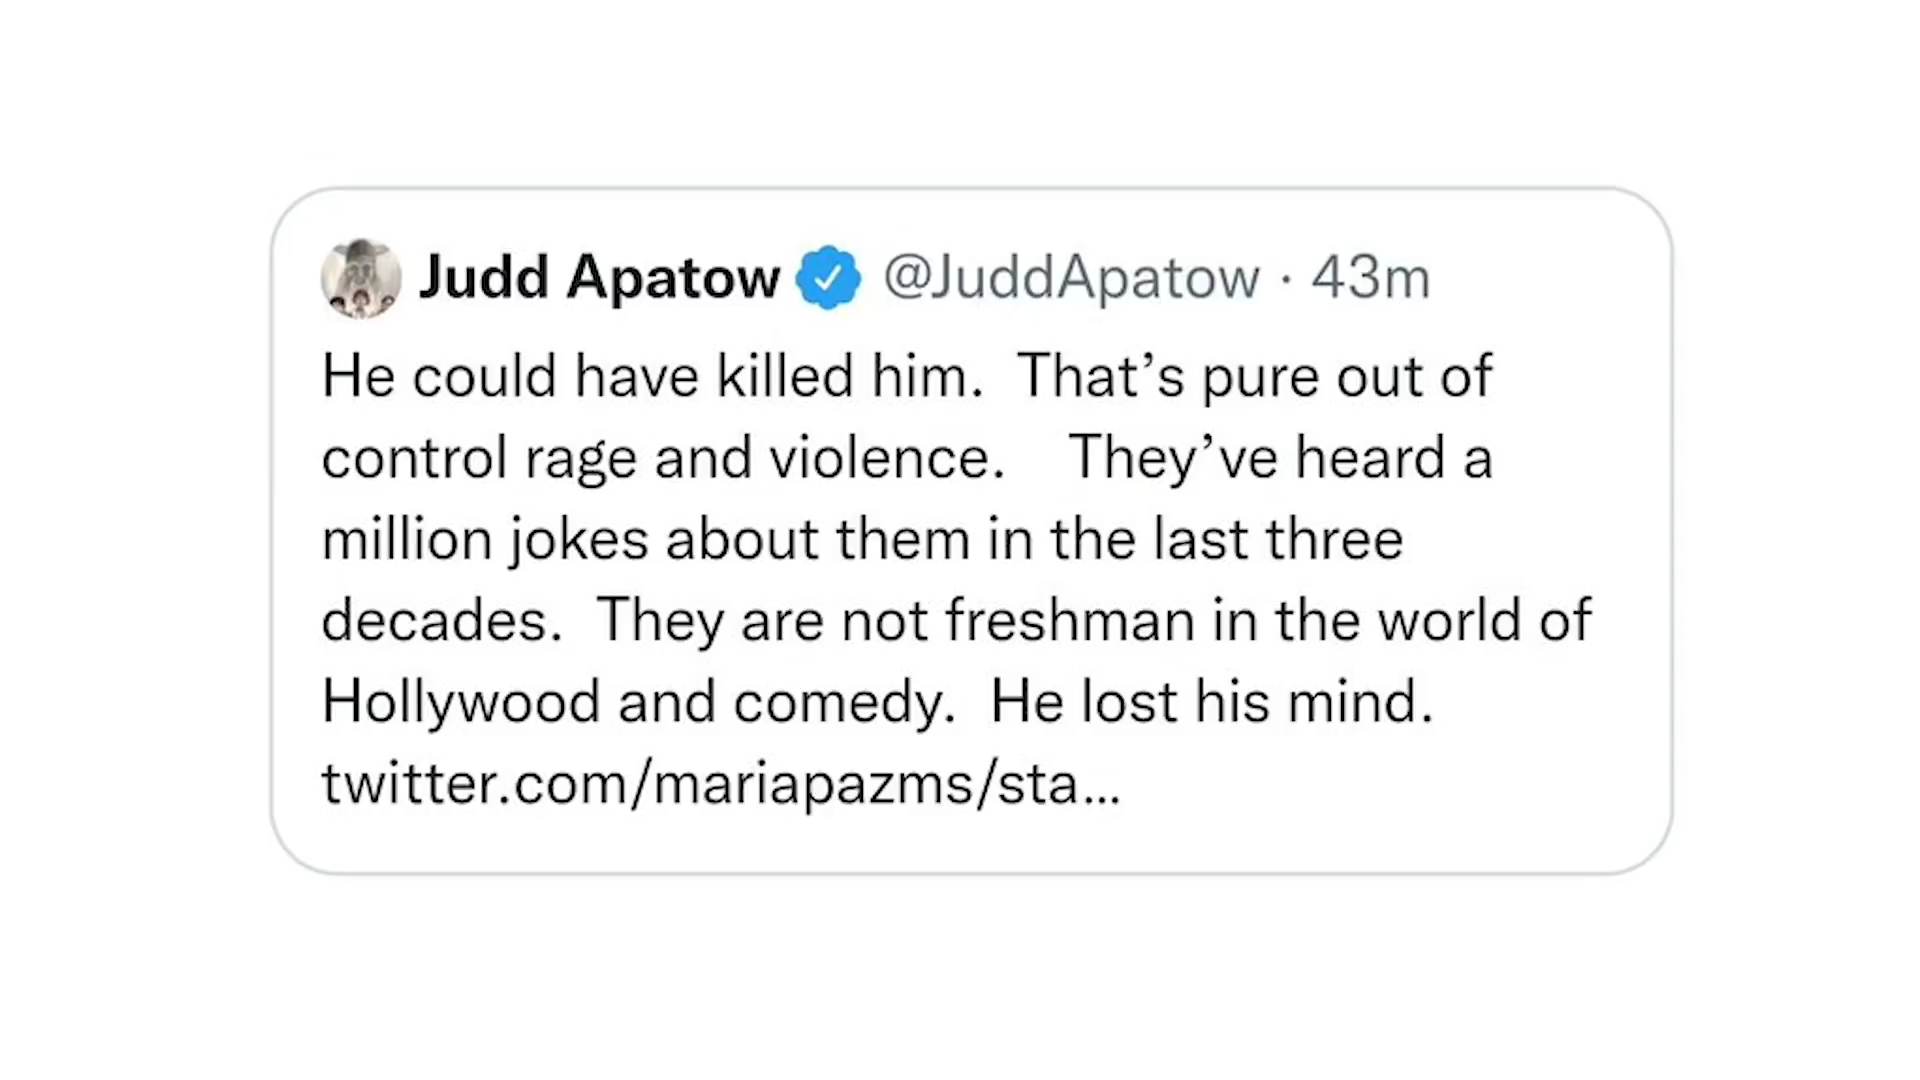 Judd Apatow @JuddApatow · 43m
He could have killed him.  That’s pure out of
control rage and violence.    They’ve heard a
million jokes about them in the last three
decades.  They are not freshman in the world of
Hollywood and comedy.  He lost his mind.
twitter.com/mariapazms/sta…